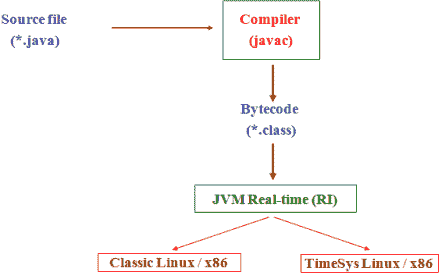 Source file
(*.java)
Compiler
(javac)
Bytecode
(*.class)
JVM Real-time (RI)
Classic Linux / x86
TimeSys Linux / x86